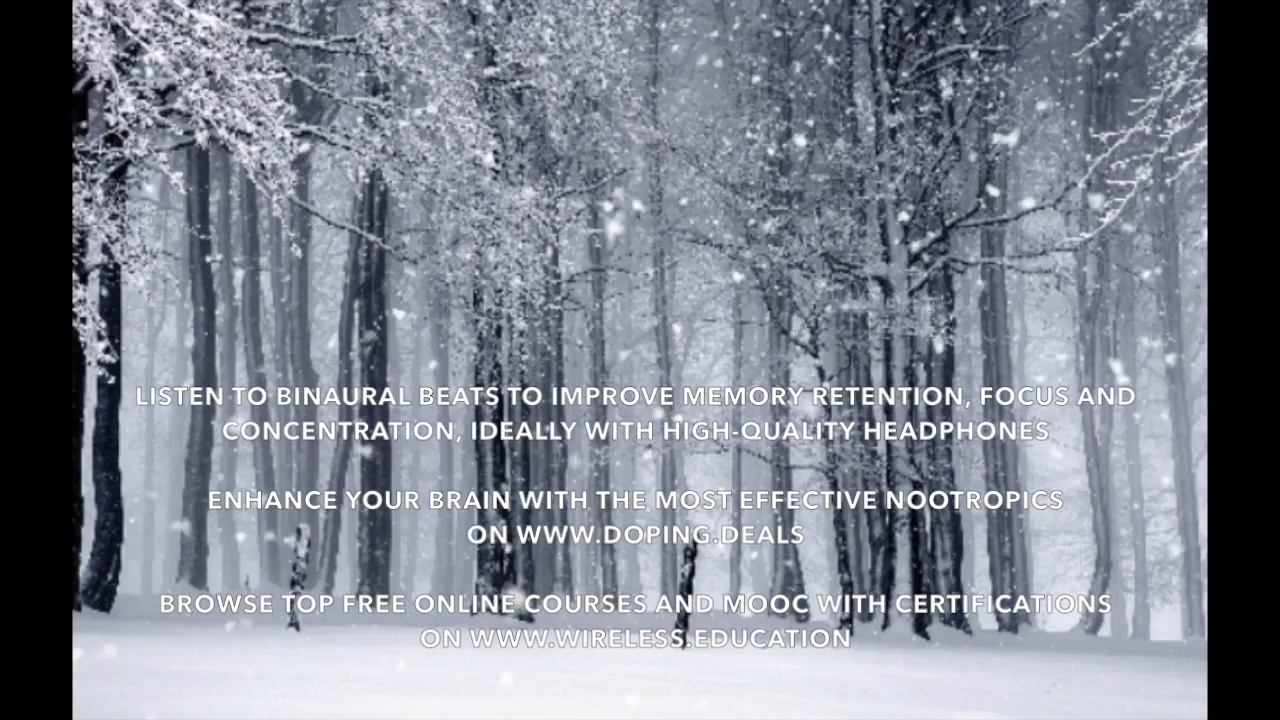 LISTEN TO BINAURAL BEATS TO IMPROVE MEMORY RETENTION, FOCUS AND
CONCENTRATION, IDEALLY WITH HIGH-QUALITY HEADPHONES
ENHANCE YOUR BRAIN WITH THE MOST EFFECTIVE NOOTROPICS
ON WWW.DOPING.DEALS
BROWSE TOP FREE ONLINE COURSES AND MOOC WITH CERTIFICATIONS
ON WWW.WIRELESS.EDUCATION